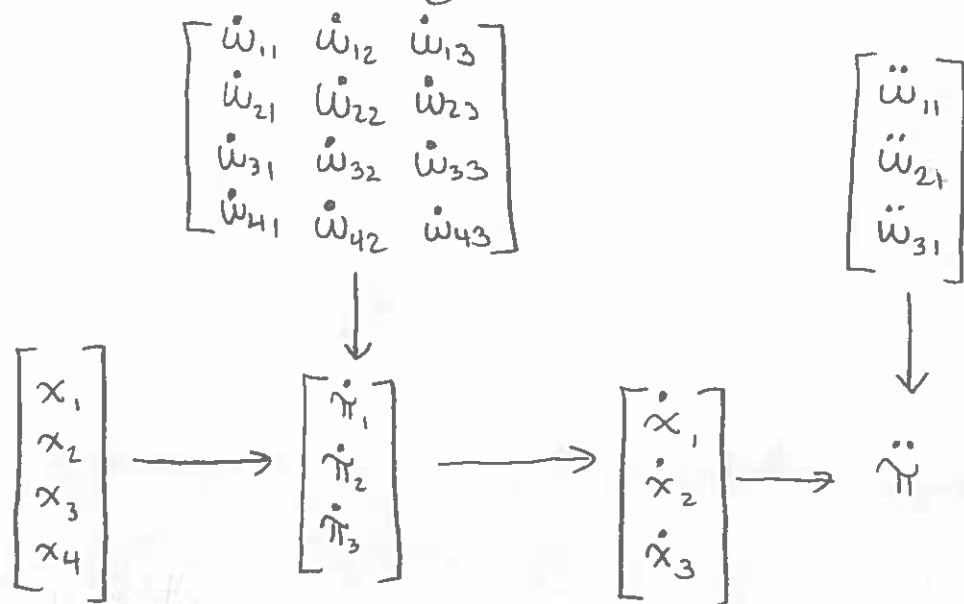 ẇ₁₁ ẇ₁₂ ẇ₁₃
ẇ₂₁ ẇ₂₂ ẇ₂₃
ẇ₃₁ ẇ₃₂ ẇ₃₃
ẇ₄₁ ẇ₄₂ ẇ₄₃
ẅ₁₁
ẅ₂₁
ẅ₃₁
x₁
x₂
x₃
x₄
π̇₁
π̇₂
π̇₃
ẋ₁
ẋ₂
ẋ₃
π̈